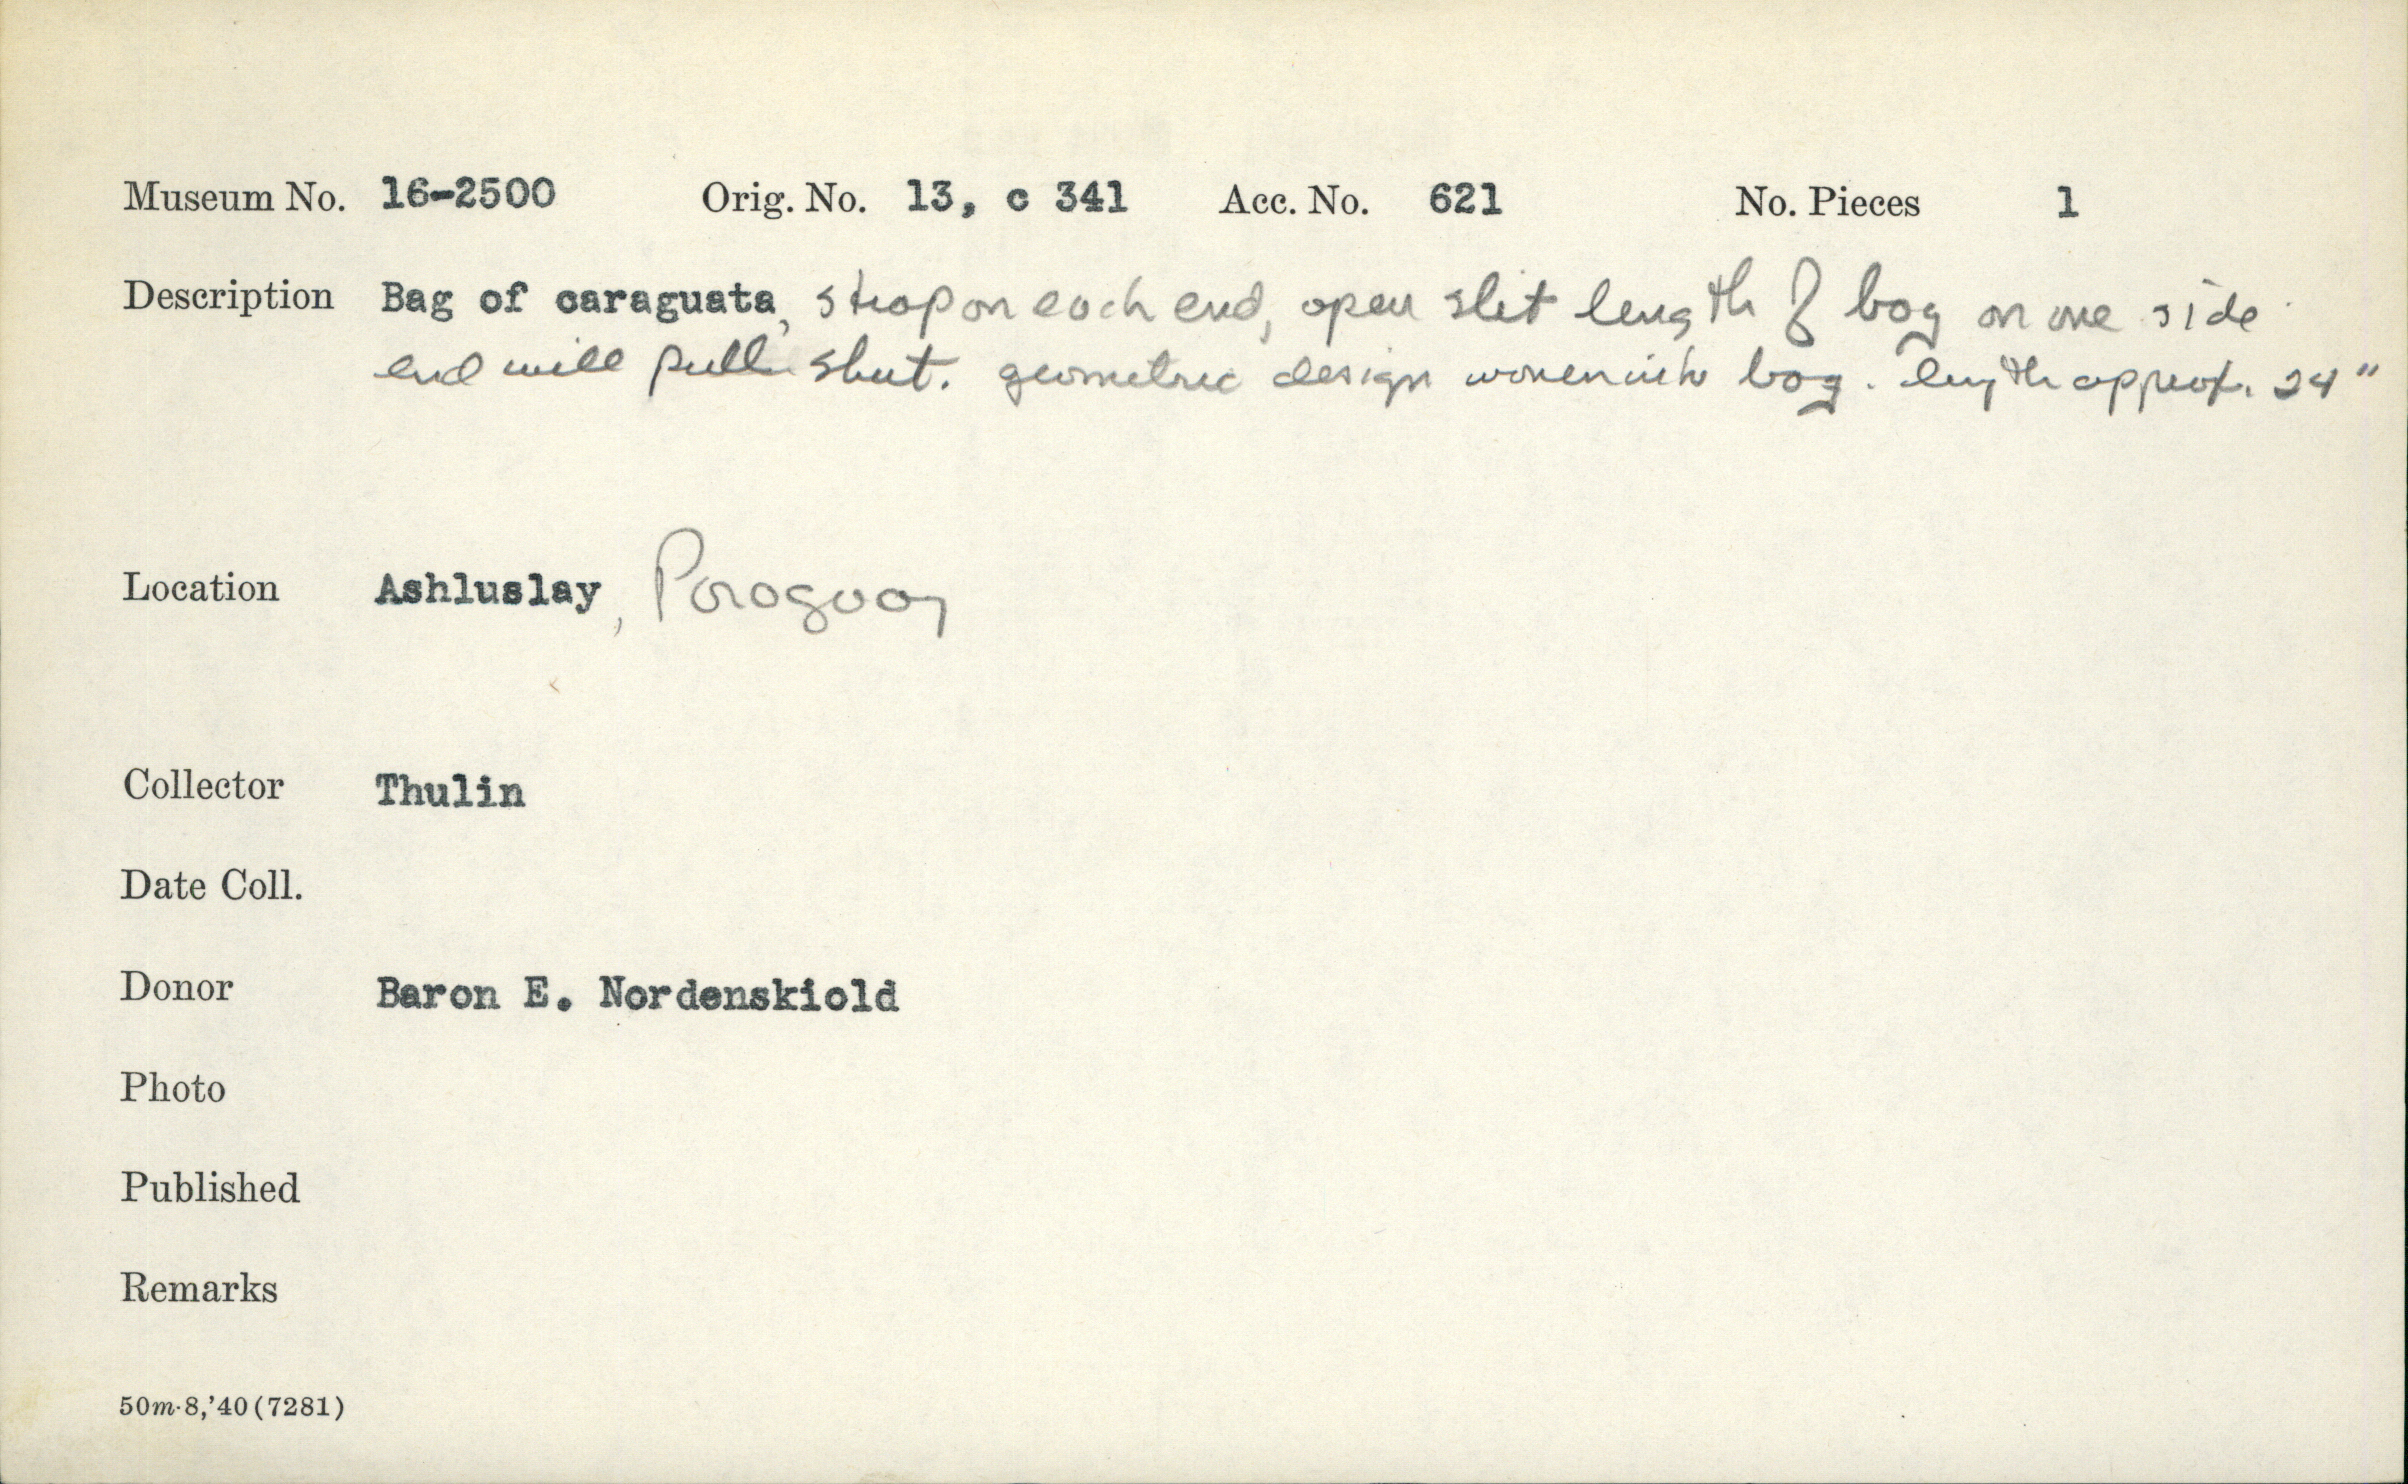 Museum No. 16-2500 Orig. No. 13, c 341 Acc. No. 621 No. Pieces 1
Description Bag of caraguata, strap on each end, open slit length of bag on one side
end will pull shut. geometric design woven into bag. length approx. 24"
Location Ashluslay, Paraguay
Collector Thulin
Date Coll.
Donor Baron E. Nordenskiold
Photo
Published
Remarks
50m-8,'40(7281)